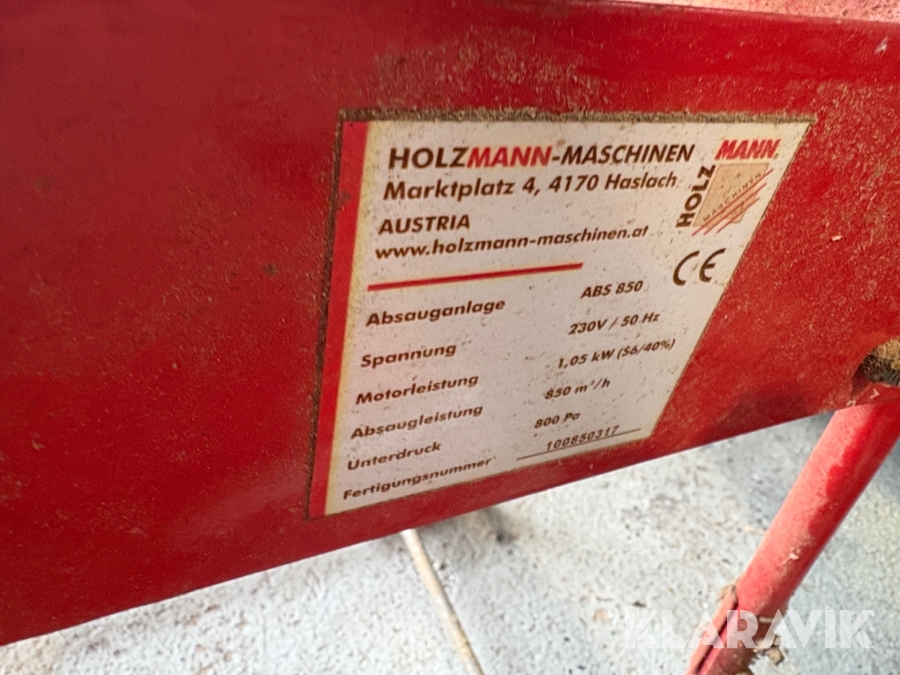 HOLZMANN-MASCHINEN
Marktplatz 4, 4170 Haslach
AUSTRIA
www.holzmann-maschinen.at
HOLZ MANN
MASCHINEN
CE
Absauganlage ABS 850
Spannung 230V / 50 Hz
Motorleistung 1,05 kW (S6/40%)
Absaugleistung 850 m³/h
Unterdruck 800 Pa
Fertigungsnummer 100850317
KLARAVIK